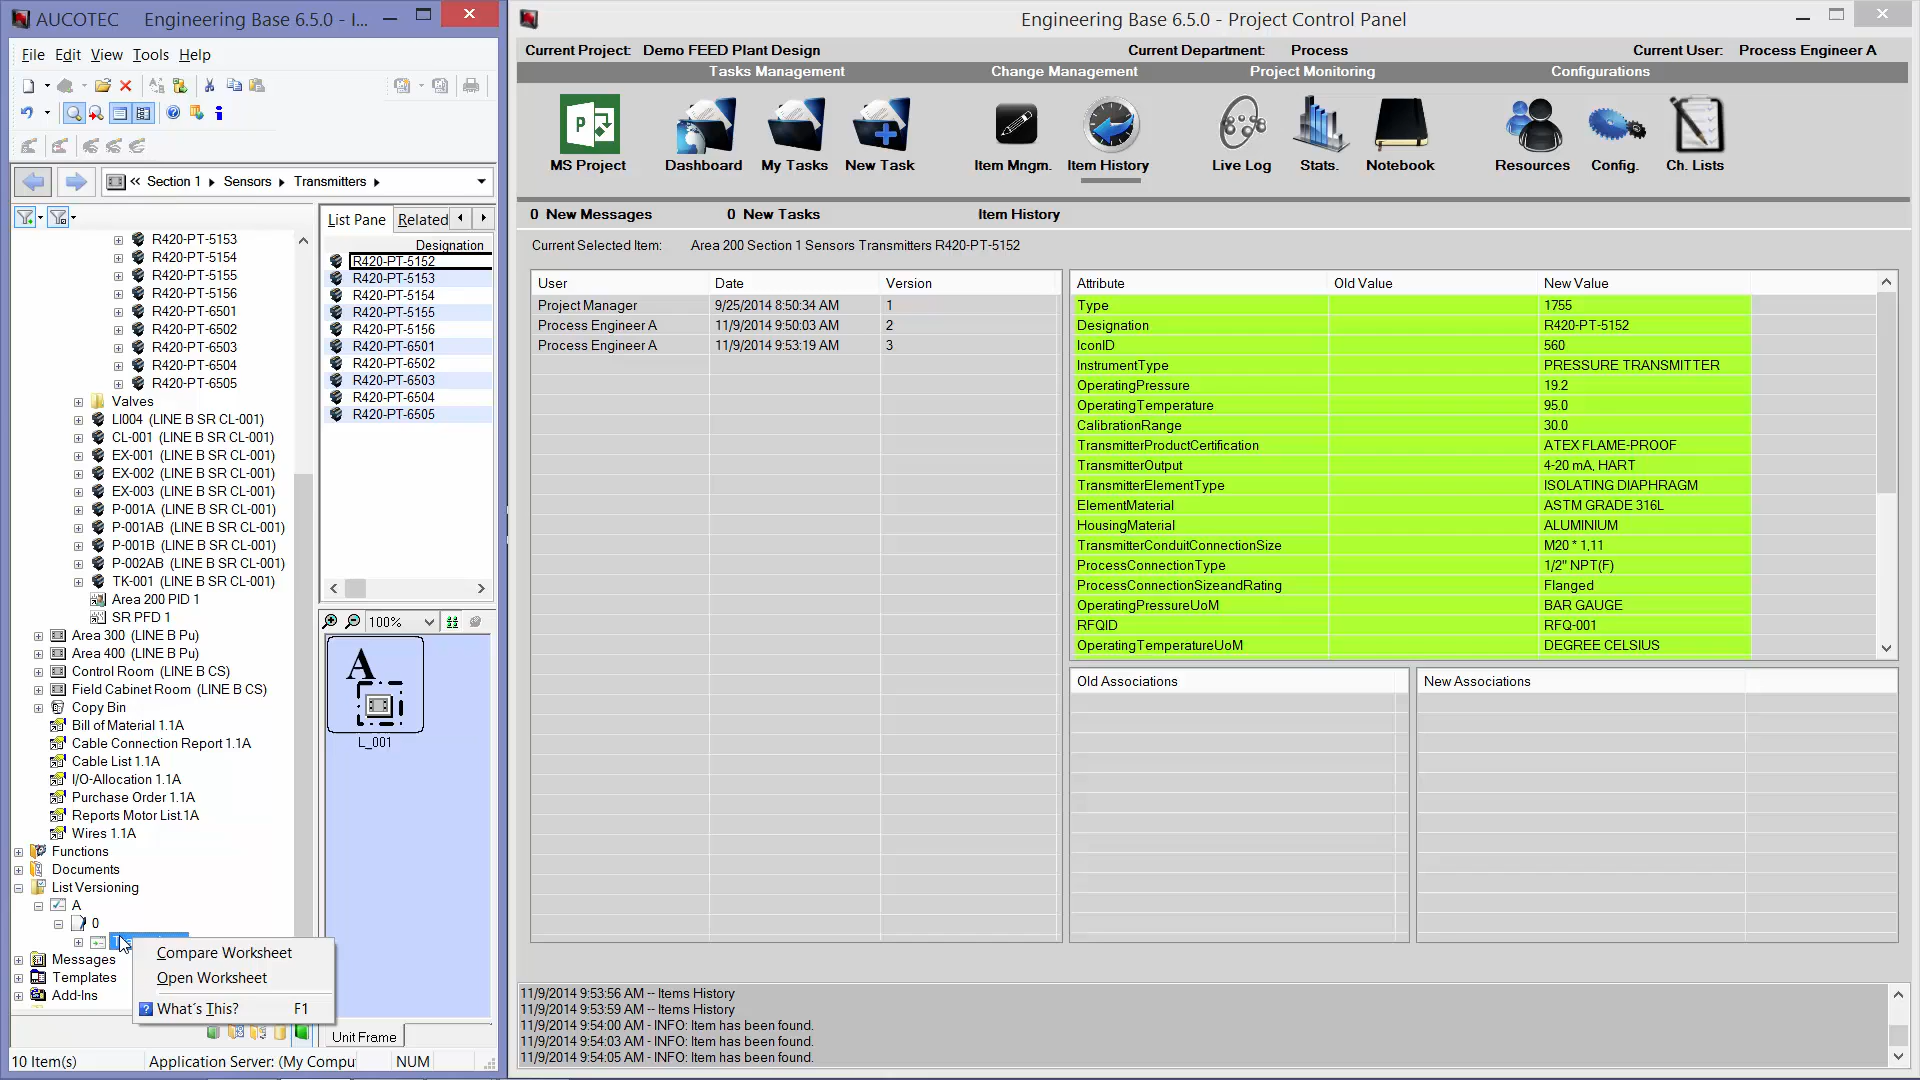 AUCOTEC Engineering Base 6.5.0 - I...
File Edit View Tools Help
Section 1 Sensors Transmitters
R420-PT-5153
R420-PT-5154
R420-PT-5155
R420-PT-5156
R420-PT-6501
R420-PT-6502
R420-PT-6503
R420-PT-6504
R420-PT-6505
Valves
LI004 (LINE B SR CL-001)
CL-001 (LINE B SR CL-001)
EX-001 (LINE B SR CL-001)
EX-002 (LINE B SR CL-001)
EX-003 (LINE B SR CL-001)
P-001A (LINE B SR CL-001)
P-001AB (LINE B SR CL-001)
P-001B (LINE B SR CL-001)
P-002AB (LINE B SR CL-001)
TK-001 (LINE B SR CL-001)
Area 200 PID 1
SR PFD 1
Area 300 (LINE B Pu)
Area 400 (LINE B Pu)
Control Room (LINE B CS)
Field Cabinet Room (LINE B CS)
Copy Bin
Bill of Material 1.1A
Cable Connection Report 1.1A
Cable List 1.1A
I/O-Allocation 1.1A
Purchase Order 1.1A
Reports Motor List.1A
Wires 1.1A
Functions
Documents
List Versioning
A
0
Messages
Templates
Add-Ins
Compare Worksheet
Open Worksheet
What´s This? F1
10 Item(s) Application Server: (My Compu NUM
List Pane Related
Designation
R420-PT-5152
R420-PT-5153
R420-PT-5154
R420-PT-5155
R420-PT-5156
R420-PT-6501
R420-PT-6502
R420-PT-6503
R420-PT-6504
R420-PT-6505
100%
A
L_001
Unit Frame
Engineering Base 6.5.0 - Project Control Panel
Current Project: Demo FEED Plant Design Current Department: Process Current User: Process Engineer A
Tasks Management Change Management Project Monitoring Configurations
MS Project Dashboard My Tasks New Task Item Mngm. Item History Live Log Stats. Notebook Resources Config. Ch. Lists
0 New Messages 0 New Tasks Item History
Current Selected Item: Area 200 Section 1 Sensors Transmitters R420-PT-5152
User Date Version
Project Manager 9/25/2014 8:50:34 AM 1
Process Engineer A 11/9/2014 9:50:03 AM 2
Process Engineer A 11/9/2014 9:53:19 AM 3
Attribute Old Value New Value
Type 1755
Designation R420-PT-5152
IconID 560
InstrumentType PRESSURE TRANSMITTER
OperatingPressure 19.2
OperatingTemperature 95.0
CalibrationRange 30.0
TransmitterProductCertification ATEX FLAME-PROOF
TransmitterOutput 4-20 mA, HART
TransmitterElementType ISOLATING DIAPHRAGM
ElementMaterial ASTM GRADE 316L
HousingMaterial ALUMINIUM
TransmitterConduitConnectionSize M20 * 1,11
ProcessConnectionType 1/2" NPT(F)
ProcessConnectionSizeandRating Flanged
OperatingPressureUoM BAR GAUGE
RFQID RFQ-001
OperatingTemperatureUoM DEGREE CELSIUS
Old Associations New Associations
11/9/2014 9:53:56 AM -- Items History
11/9/2014 9:53:59 AM -- Items History
11/9/2014 9:54:00 AM - INFO: Item has been found.
11/9/2014 9:54:03 AM - INFO: Item has been found.
11/9/2014 9:54:05 AM - INFO: Item has been found.